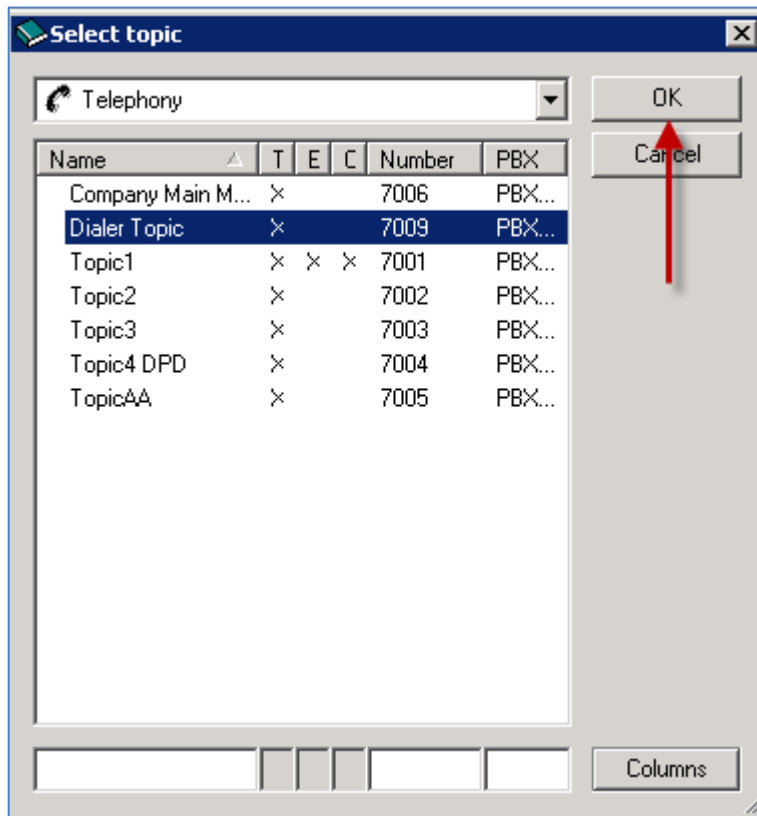 Select topic
Telephony
OK
Cancel
Name T E C Number PBX
Company Main M... X 7006 PBX...
Dialer Topic X 7009 PBX...
Topic1 X X X 7001 PBX...
Topic2 X 7002 PBX...
Topic3 X 7003 PBX...
Topic4 DPD X 7004 PBX...
TopicAA X 7005 PBX...
Columns